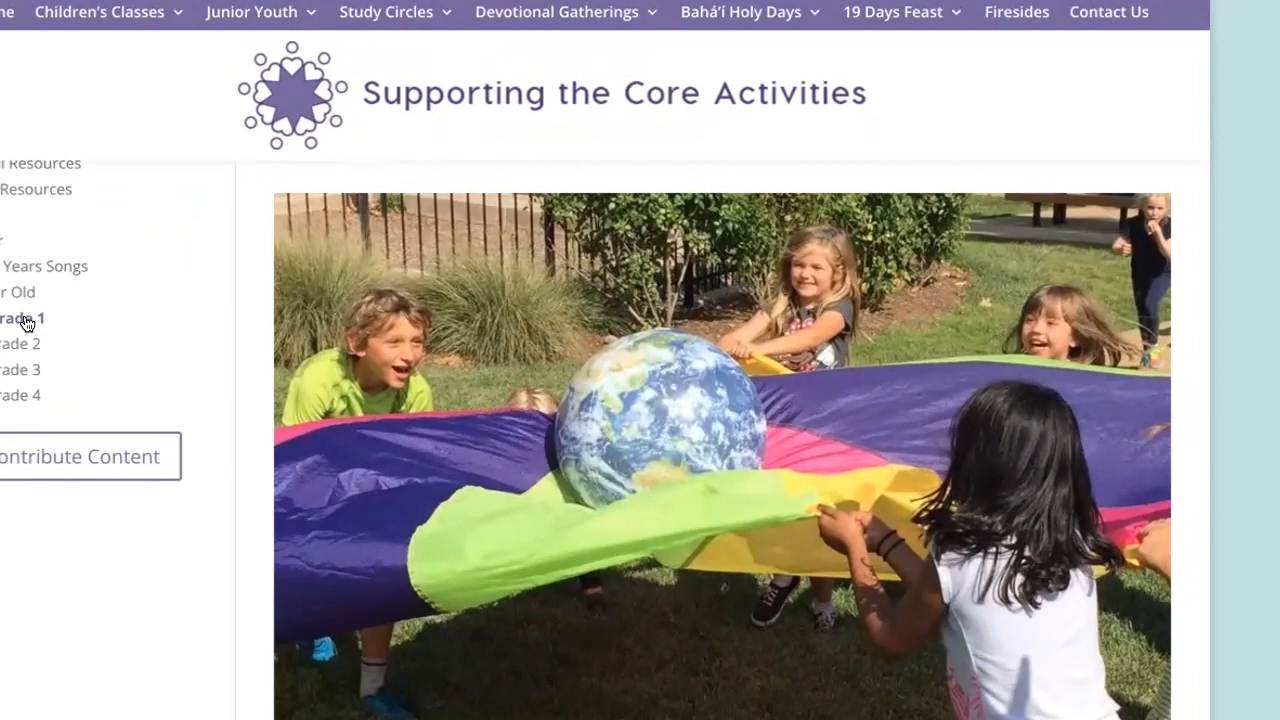 me Children's Classes Junior Youth Study Circles Devotional Gatherings Bahá'í Holy Days 19 Days Feast Firesides Contact Us
Supporting the Core Activities
l Resources
Resources
r
Years Songs
r Old
rade 1
rade 2
rade 3
rade 4
ontribute Content